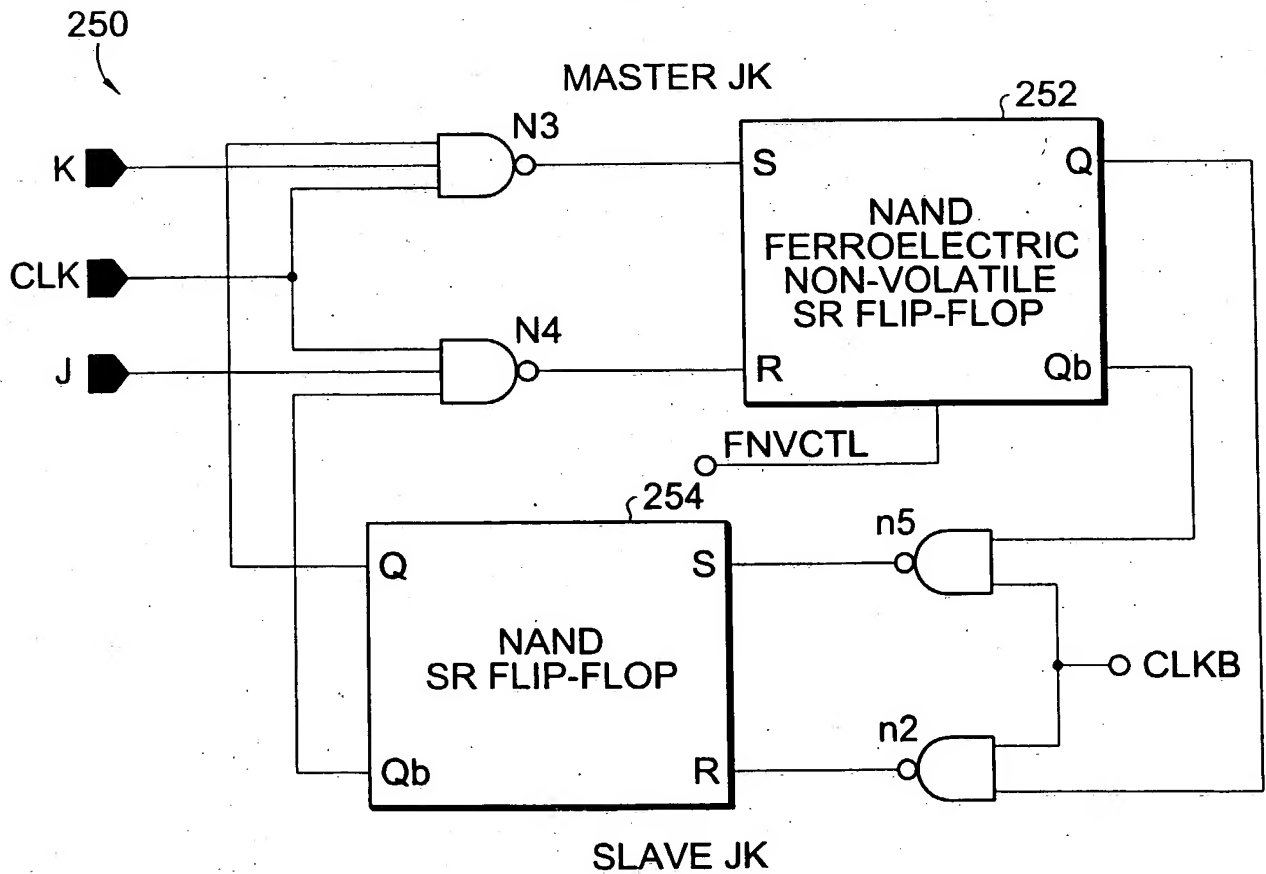 250
MASTER JK
252
N3
K
S
Q
NAND
FERROELECTRIC
NON-VOLATILE
SR FLIP-FLOP
CLK
N4
J
R
Qb
FNVCTL
254
n5
Q
S
NAND
SR FLIP-FLOP
CLKB
n2
Qb
R
SLAVE JK